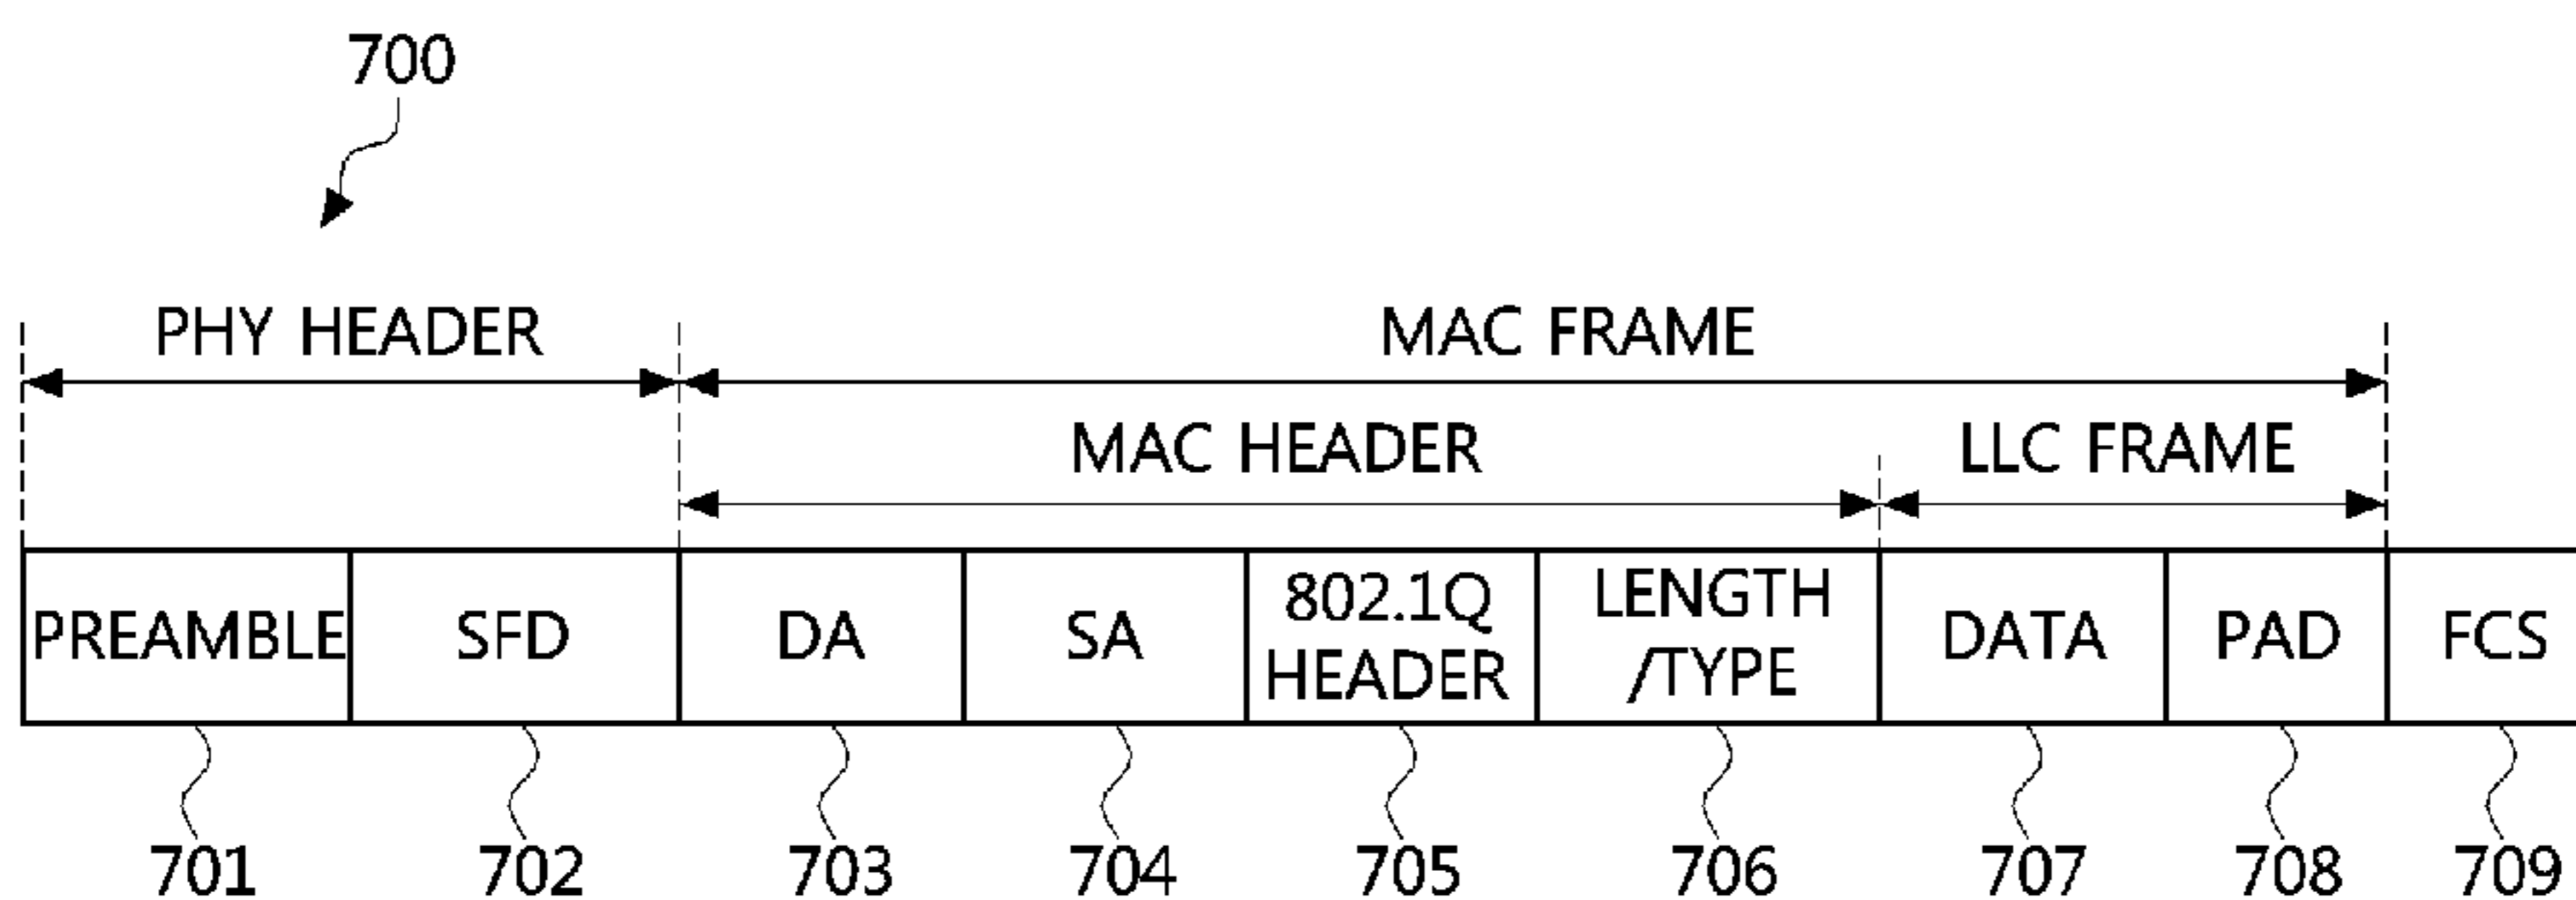 700
PHY HEADER
MAC FRAME
MAC HEADER
LLC FRAME
PREAMBLE
SFD
DA
SA
802.1Q
HEADER
LENGTH
/TYPE
DATA
PAD
FCS
701
702
703
704
705
706
707
708
709